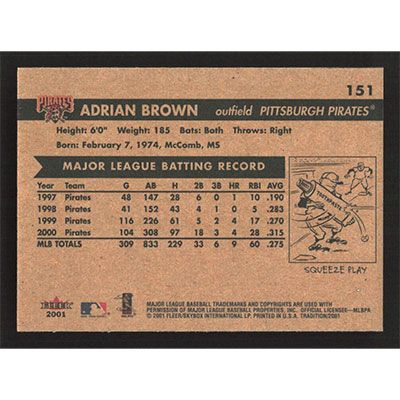 151
PIRATES
ADRIAN BROWN outfield PITTSBURGH PIRATES®
Height: 6'0" Weight: 185 Bats: Both Throws: Right
Born: February 7, 1974, McComb, MS
MAJOR LEAGUE BATTING RECORD
Year Team G AB H 2B 3B HR RBI AVG
1997 Pirates 48 147 28 6 0 1 10 .190
1998 Pirates 41 152 43 4 1 0 5 .283
1999 Pirates 116 226 61 5 2 4 17 .270
2000 Pirates 104 308 97 18 3 4 28 .315
MLB TOTALS 309 833 229 33 6 9 60 .275
TOOTHPASTE
SQUEEZE PLAY
FLEER
2001
MAJOR LEAGUE BASEBALL TRADEMARKS AND COPYRIGHTS ARE USED WITH
PERMISSION OF MAJOR LEAGUE BASEBALL PROPERTIES, INC. OFFICIAL LICENSEE—MLBPA
© 2001 FLEER/SKYBOX INTERNATIONAL LP. PRINTED IN U.S.A. TRADITION/2001